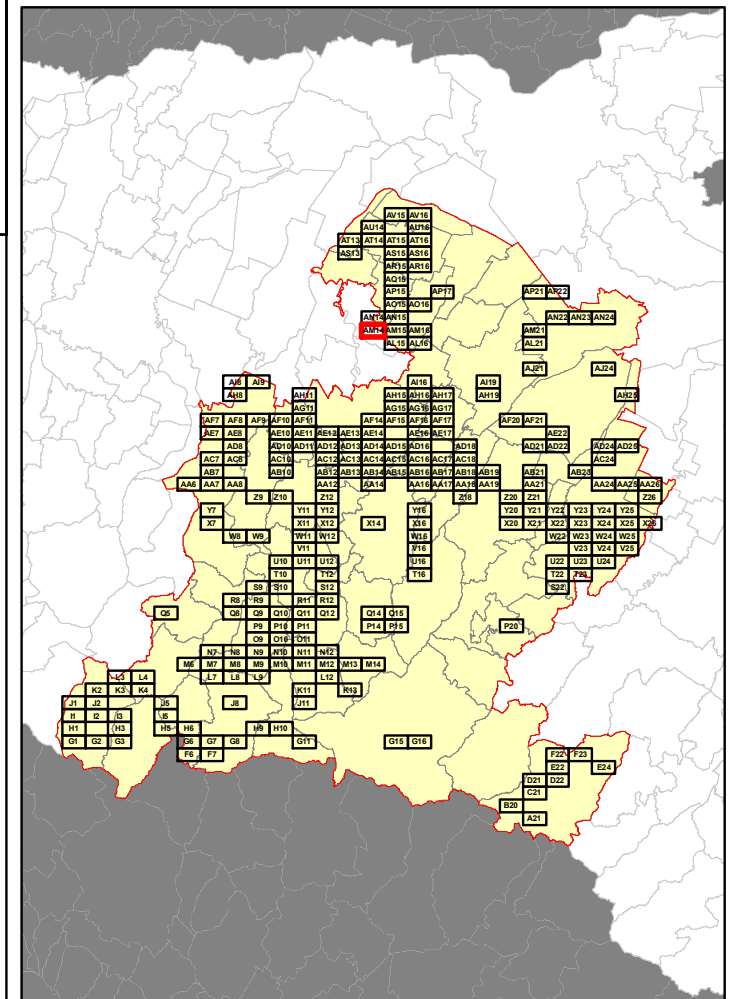 AV15 AV16
AU14 AU16
AT13 AT14 AT15 AT16
AS13 AS15 AS16
AR15 AR16
AQ15
AP15 AP17 AP21 AP22
AO15 AO16
AN14 AN15 AN22 AN23 AN24
AM14 AM15 AM16 AM21
AL15 AL16 AL21
AJ21 AJ24
AI8 AI9 AI16 AI19
AH8 AH11 AH15 AH16 AH17 AH19 AH25
AG11 AG15 AG16 AG17
AF7 AF8 AF9 AF10 AF11 AF14 AF15 AF16 AF17 AF20 AF21
AE7 AE8 AE10 AE11 AE12 AE13 AE14 AE16 AE17 AE22
AD8 AD10 AD11 AD12 AD13 AD14 AD15 AD16 AD18 AD21 AD22 AD24 AD25
AC7 AC8 AC10 AC12 AC13 AC14 AC15 AC16 AC17 AC18 AC24
AB7 AB10 AB12 AB13 AB14 AB15 AB16 AB17 AB18 AB19 AB21 AB23
AA6 AA7 AA8 AA12 AA14 AA16 AA17 AA18 AA19 AA21 AA24 AA25 AA26
Z9 Z10 Z12 Z18 Z20 Z21 Z26
Y7 Y11 Y12 Y16 Y20 Y21 Y22 Y23 Y24 Y25
X7 X11 X12 X14 X16 X20 X21 X22 X23 X24 X25 X26
W8 W9 W11 W12 W16 W22 W23 W24 W25
V11 V16 V23 V24 V25
U10 U11 U12 U16 U22 U23 U24
T10 T12 T16 T22 T23
S9 S10 S12 S22
R8 R9 R11 R12
Q5 Q8 Q9 Q10 Q11 Q12 Q14 Q15
P9 P10 P11 P14 P15 P20
O9 O10 O11
N7 N8 N9 N10 N11 N12
M6 M7 M8 M9 M10 M11 M12 M13 M14
L3 L4 L7 L8 L9 L12
K2 K3 K4 K11 K13
J1 J2 J5 J8 J11
I1 I2 I3 I5
H1 H3 H5 H6 H9 H10
G1 G2 G3 G6 G7 G8 G11 G15 G16
F6 F7 F22 F23
E22 E24
D21 D22
C21
B20
A21